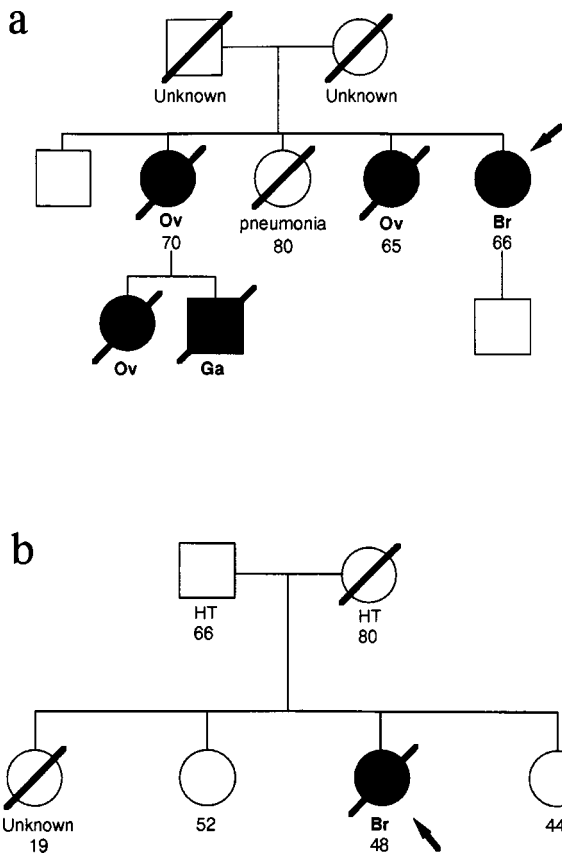 a
Unknown Unknown
Ov pneumonia Ov Br
70 80 65 66
Ov Ga
b
HT HT
66 80
Unknown 52 Br 44
19 48